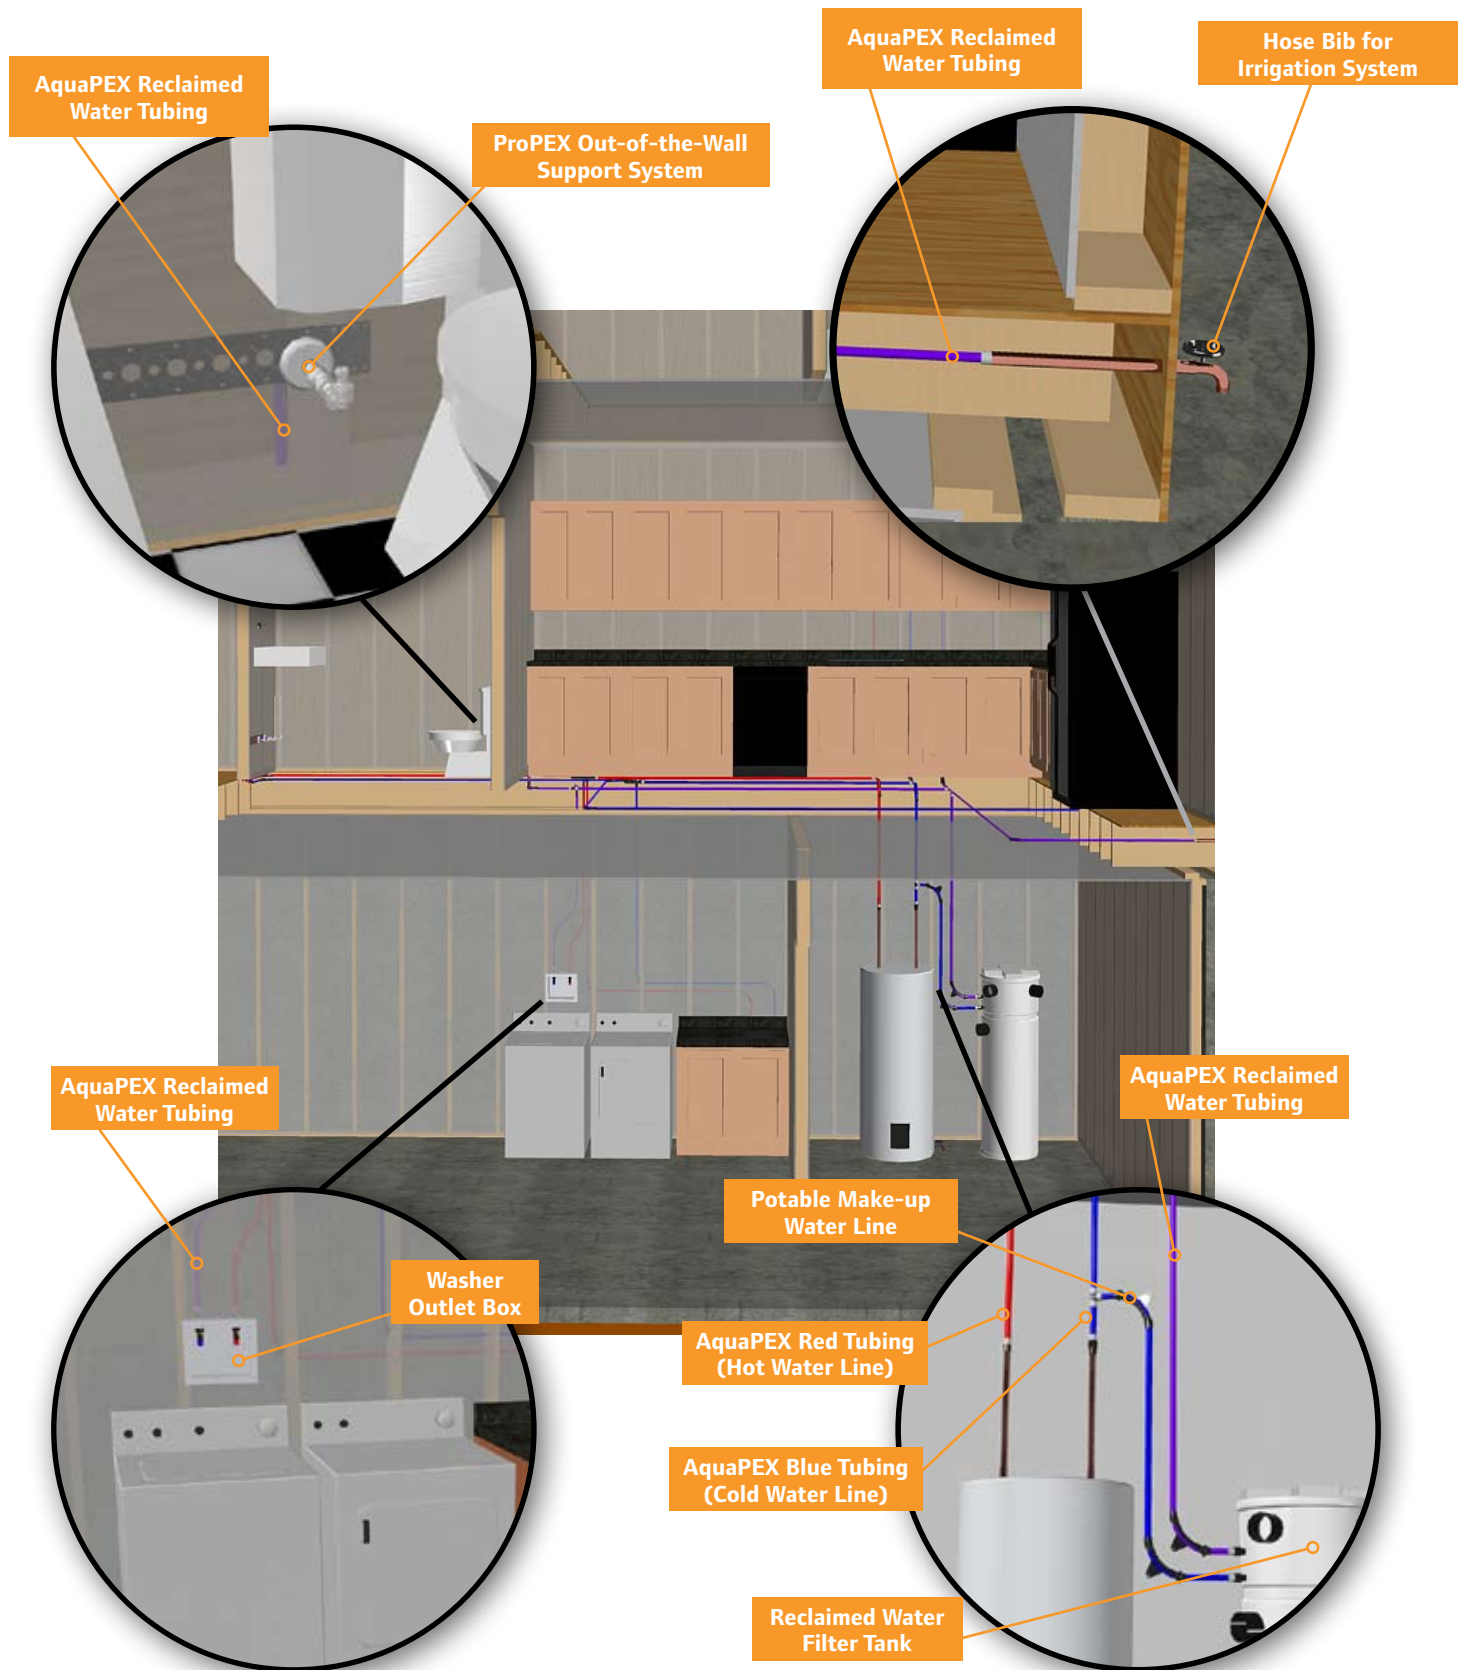 AquaPEX Reclaimed
Water Tubing
ProPEX Out-of-the-Wall
Support System
AquaPEX Reclaimed
Water Tubing
Hose Bib for
Irrigation System
AquaPEX Reclaimed
Water Tubing
Washer
Outlet Box
AquaPEX Reclaimed
Water Tubing
Potable Make-up
Water Line
AquaPEX Red Tubing
(Hot Water Line)
AquaPEX Blue Tubing
(Cold Water Line)
Reclaimed Water
Filter Tank